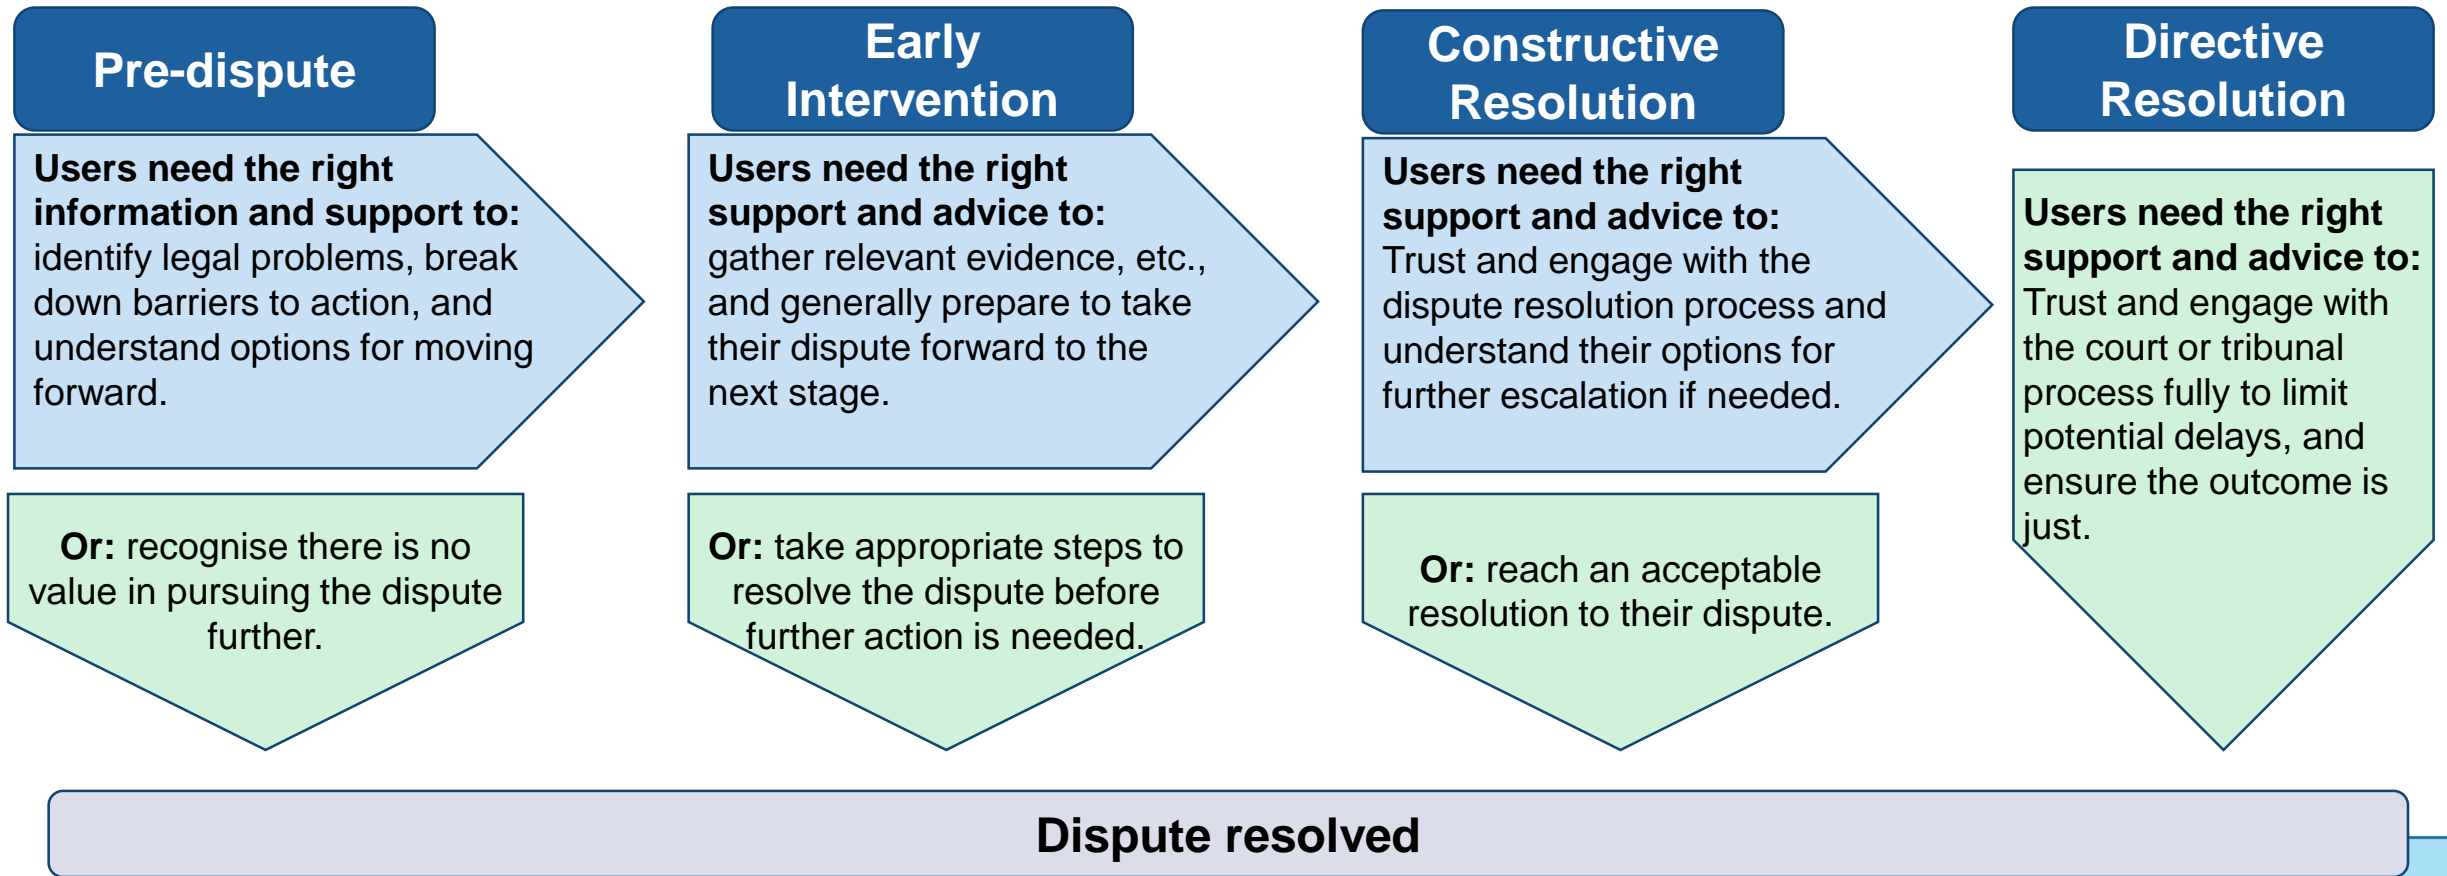 Pre-dispute
Users need the right
information and support to:
identify legal problems, break
down barriers to action, and
understand options for moving
forward.
Or: recognise there is no
value in pursuing the dispute
further.
Early
Intervention
Users need the right
support and advice to:
gather relevant evidence, etc.,
and generally prepare to take
their dispute forward to the
next stage.
Or: take appropriate steps to
resolve the dispute before
further action is needed.
Constructive
Resolution
Users need the right
support and advice to:
Trust and engage with the
dispute resolution process and
understand their options for
further escalation if needed.
Or: reach an acceptable
resolution to their dispute.
Directive
Resolution
Users need the right
support and advice to:
Trust and engage with
the court or tribunal
process fully to limit
potential delays, and
ensure the outcome is
just.
Dispute resolved